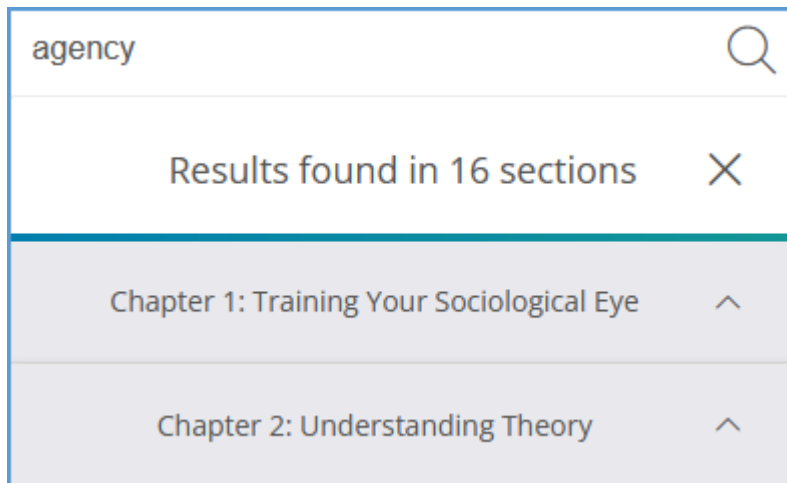 agency
Results found in 16 sections
Chapter 1: Training Your Sociological Eye
Chapter 2: Understanding Theory